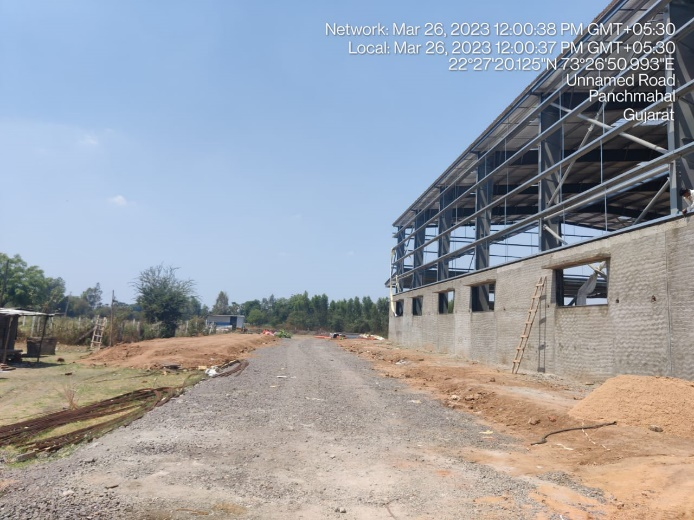 Network: Mar 26, 2023 12:00:38 PM GMT+05:30
Local: Mar 26, 2023 12:00:37 PM GMT+05:30
22°27'20.125"N 73°26'50.993"E
Unnamed Road
Panchmahal
Gujarat